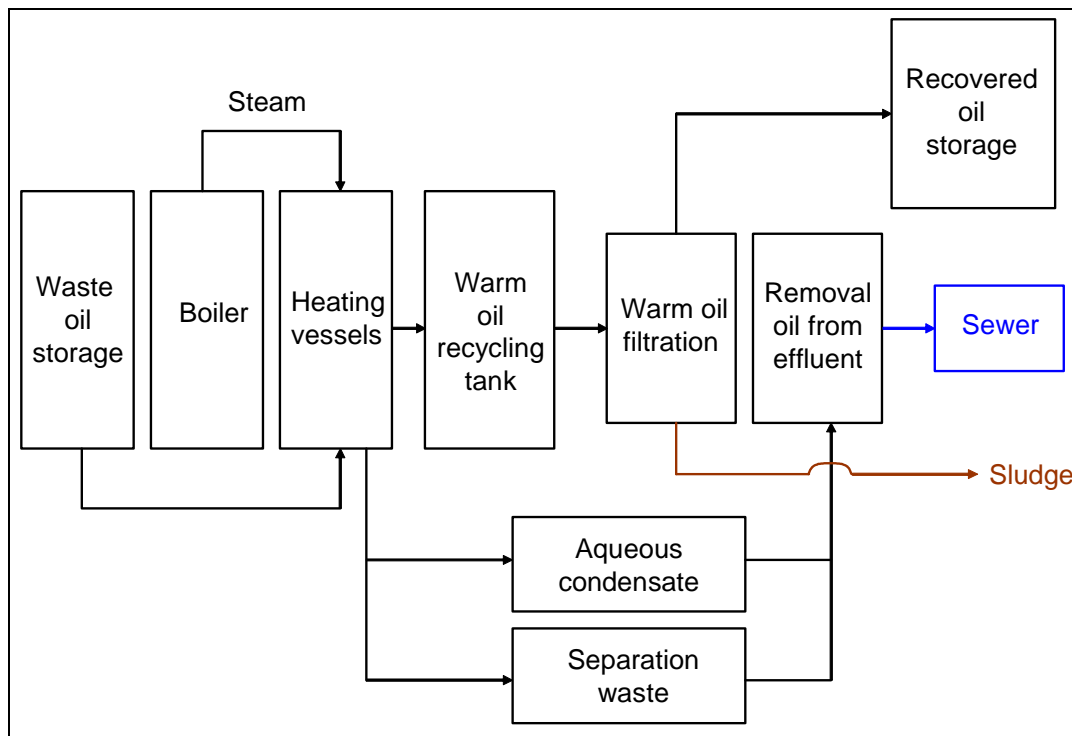 Steam
Recovered
oil
storage
Waste
oil
storage
Boiler
Heating
vessels
Warm
oil
recycling
tank
Warm oil
filtration
Removal
oil from
effluent
Sewer
Sludge
Aqueous
condensate
Separation
waste